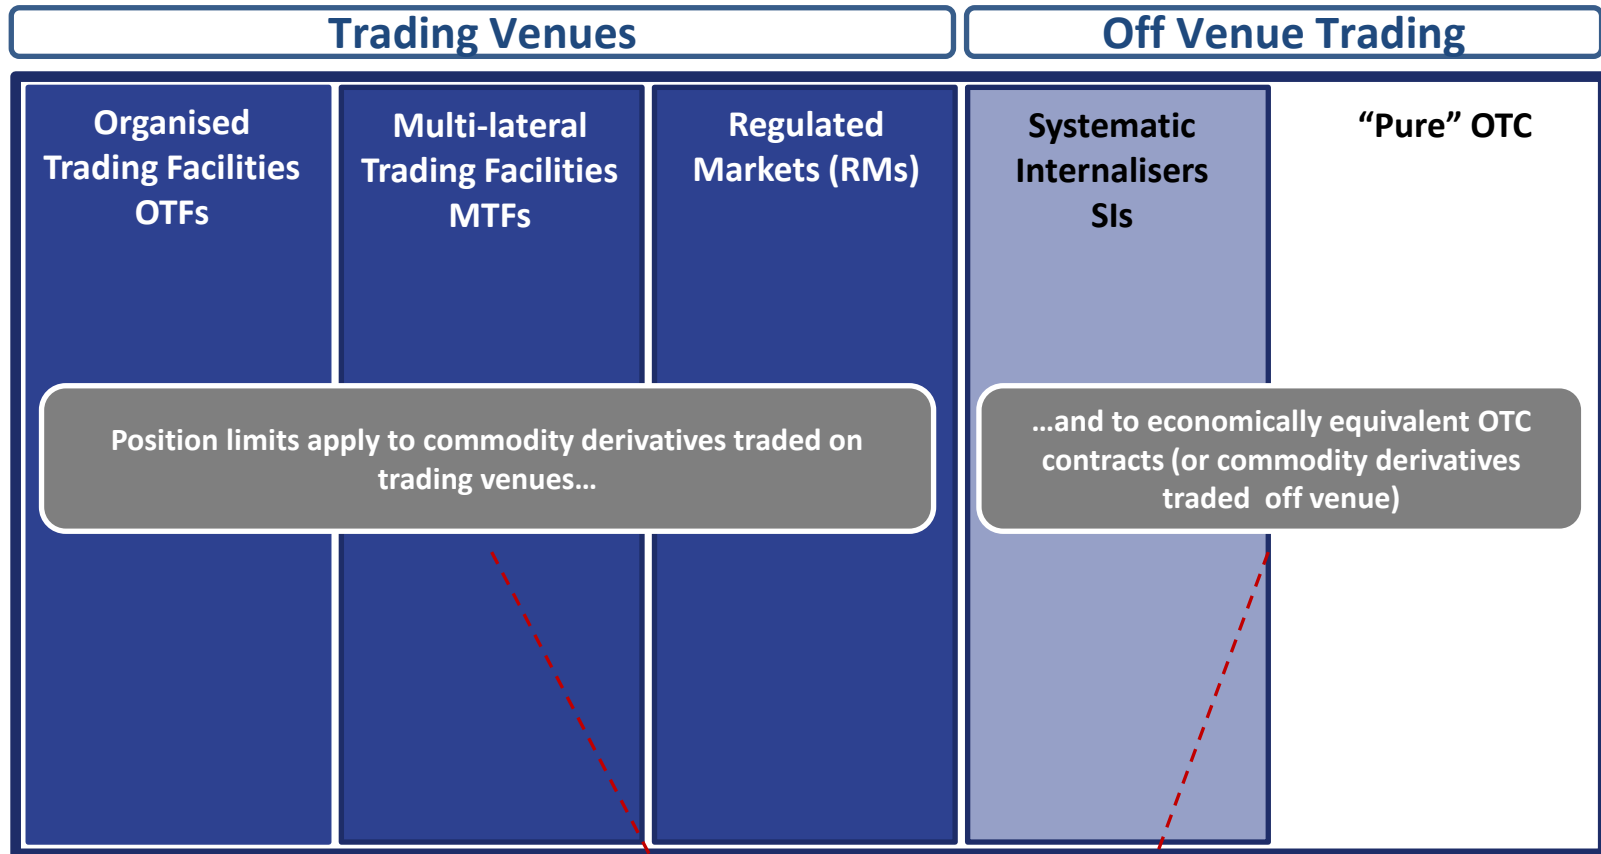 Trading Venues
Off Venue Trading
Organised
Trading Facilities
OTFs
Multi-lateral
Trading Facilities
MTFs
Regulated
Markets (RMs)
Systematic
Internalisers
SIs
“Pure” OTC
Position limits apply to commodity derivatives traded on
trading venues…
…and to economically equivalent OTC
contracts (or commodity derivatives
traded off venue)